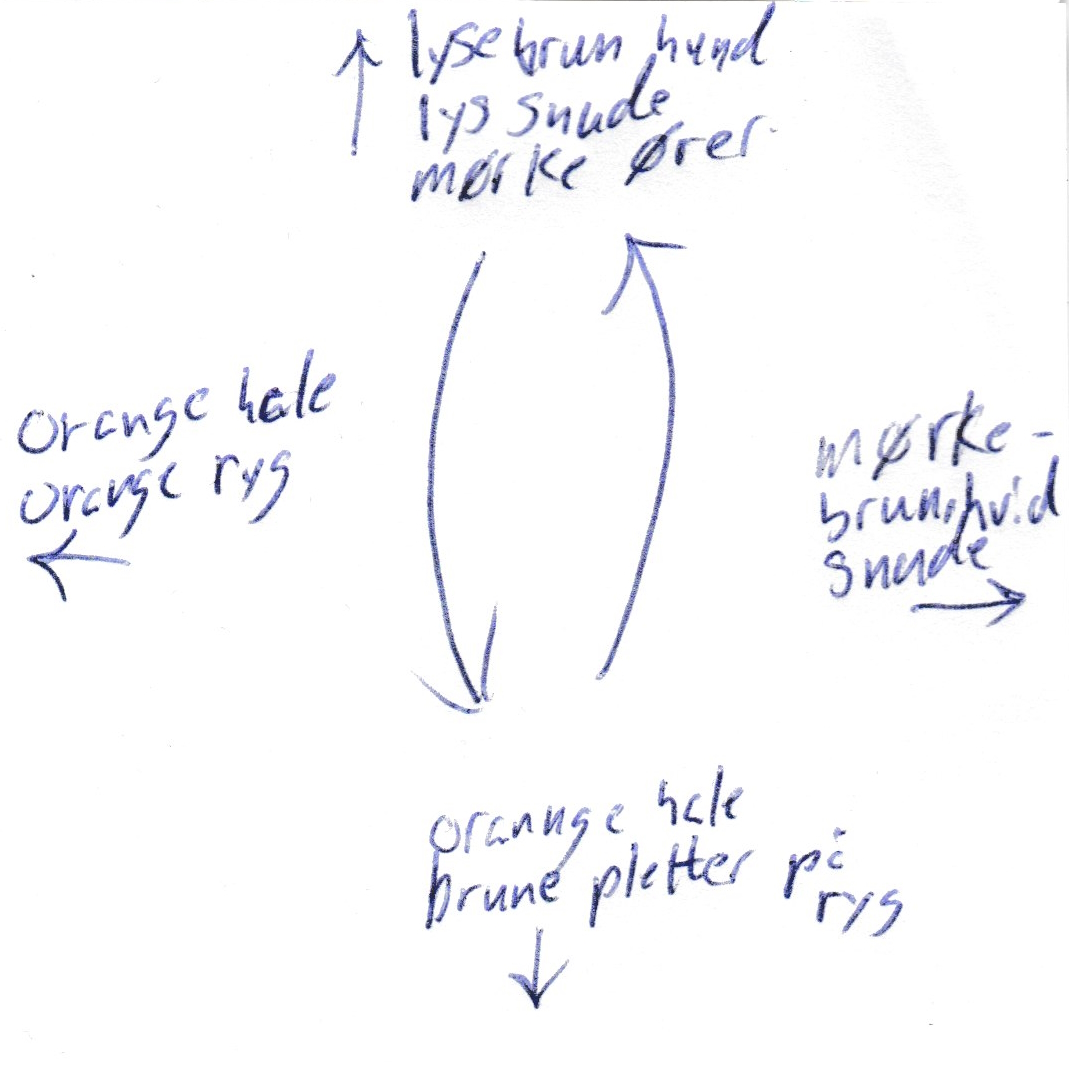 lysebrun hund
lys snude
mørke ører
orange hale
orange ryg
mørke-
brun, hvid
snude
orannge hale
brune pletter på
ryg